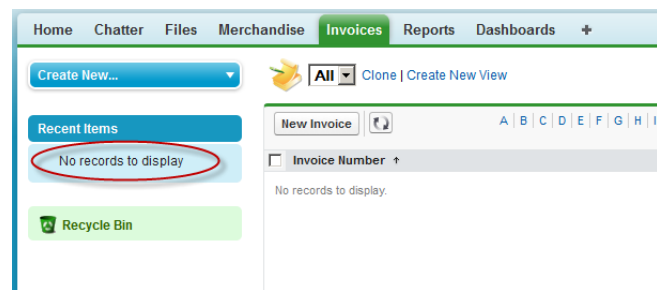 Home Chatter Files Merchandise Invoices Reports Dashboards +
Create New...
All Clone | Create New View
Recent Items
No records to display
New Invoice
A | B | C | D | E | F | G | H | I
Invoice Number ↑
No records to display.
Recycle Bin